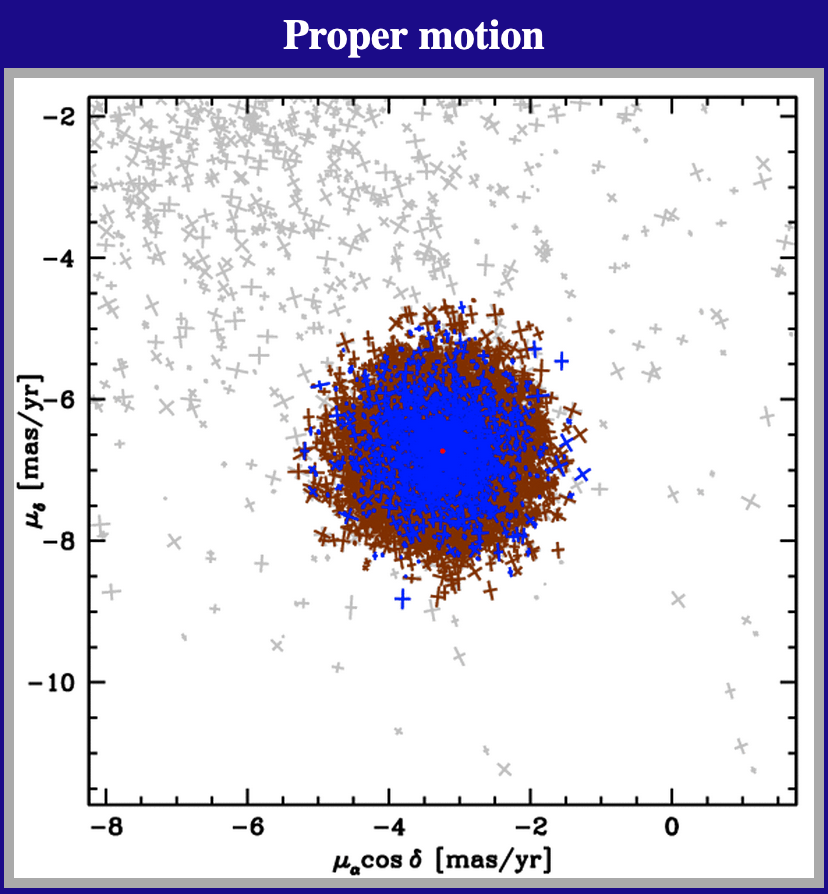 Proper motion
−2
−4
−6
−8
−10
μδ [mas/yr]
−8 −6 −4 −2 0
μα cos δ [mas/yr]